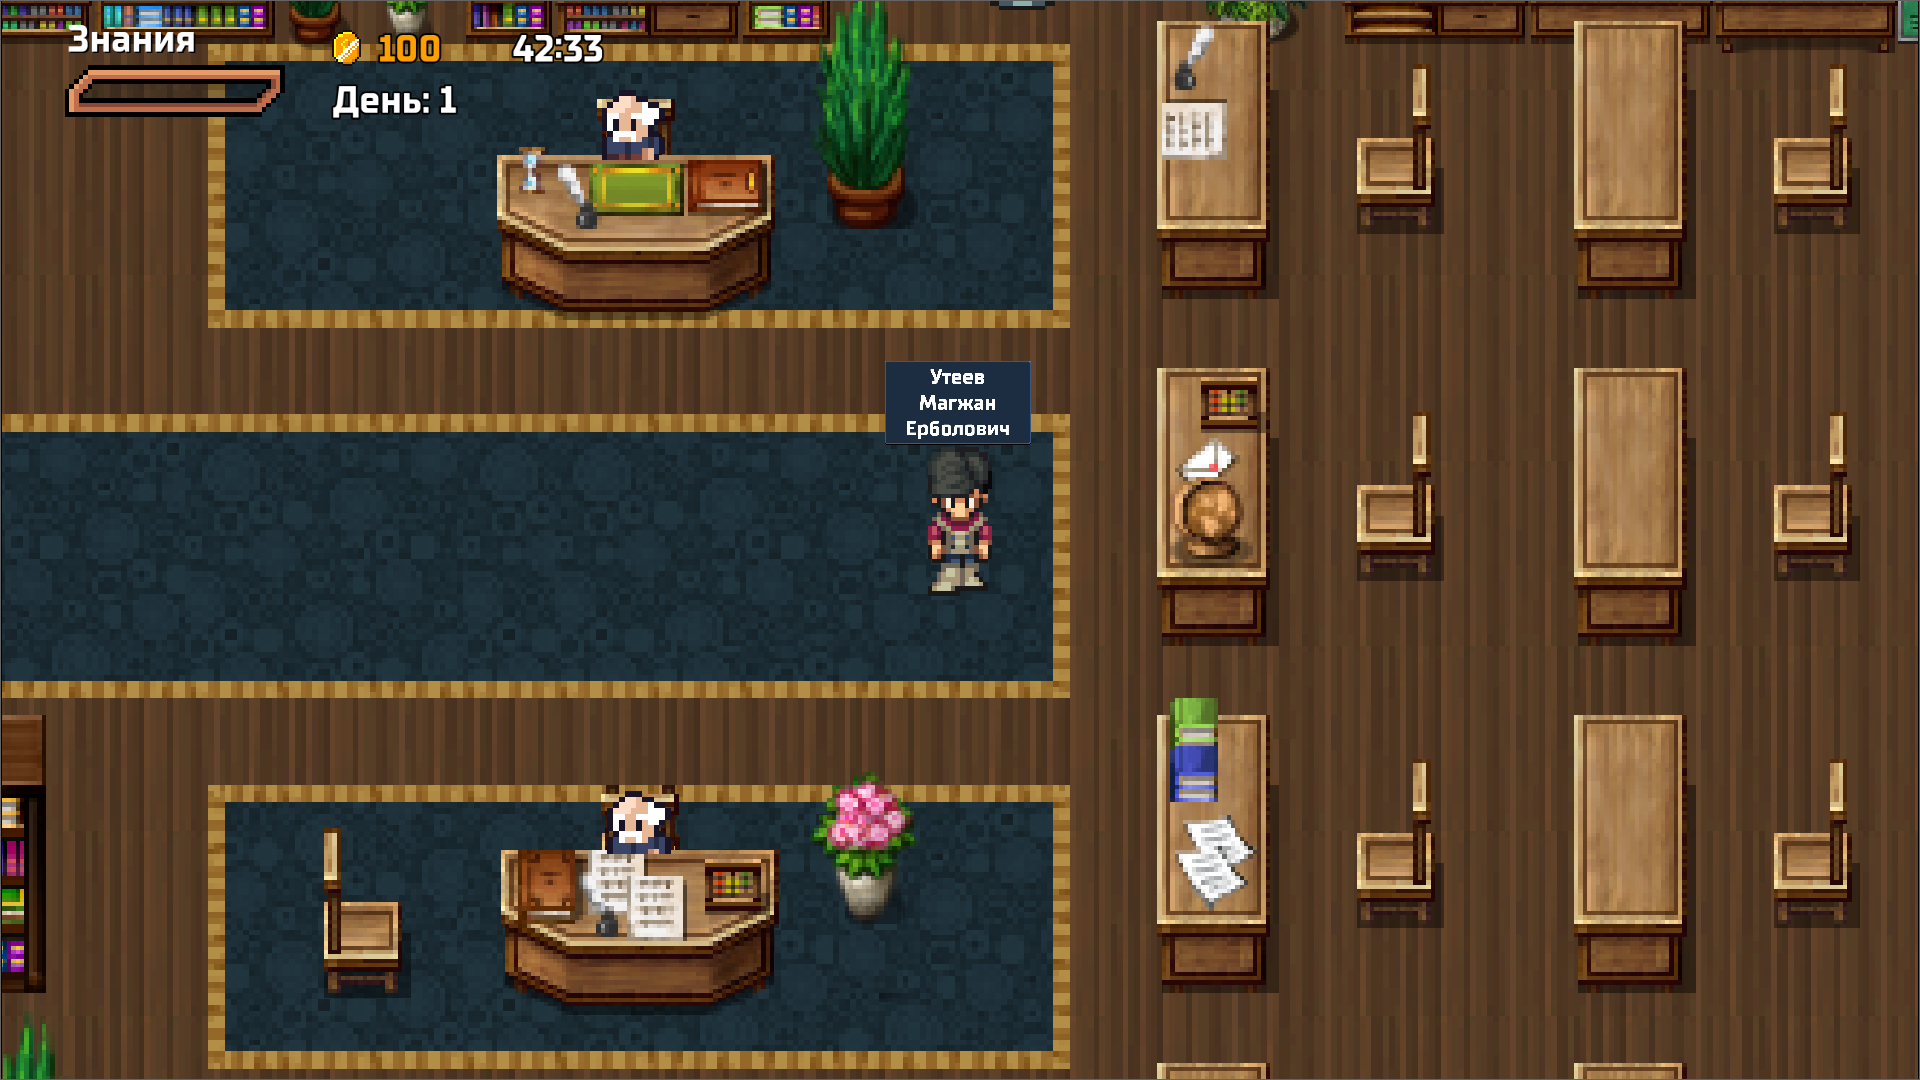 Знания
100
42:33
День: 1
Утеев
Магжан
Ерболович